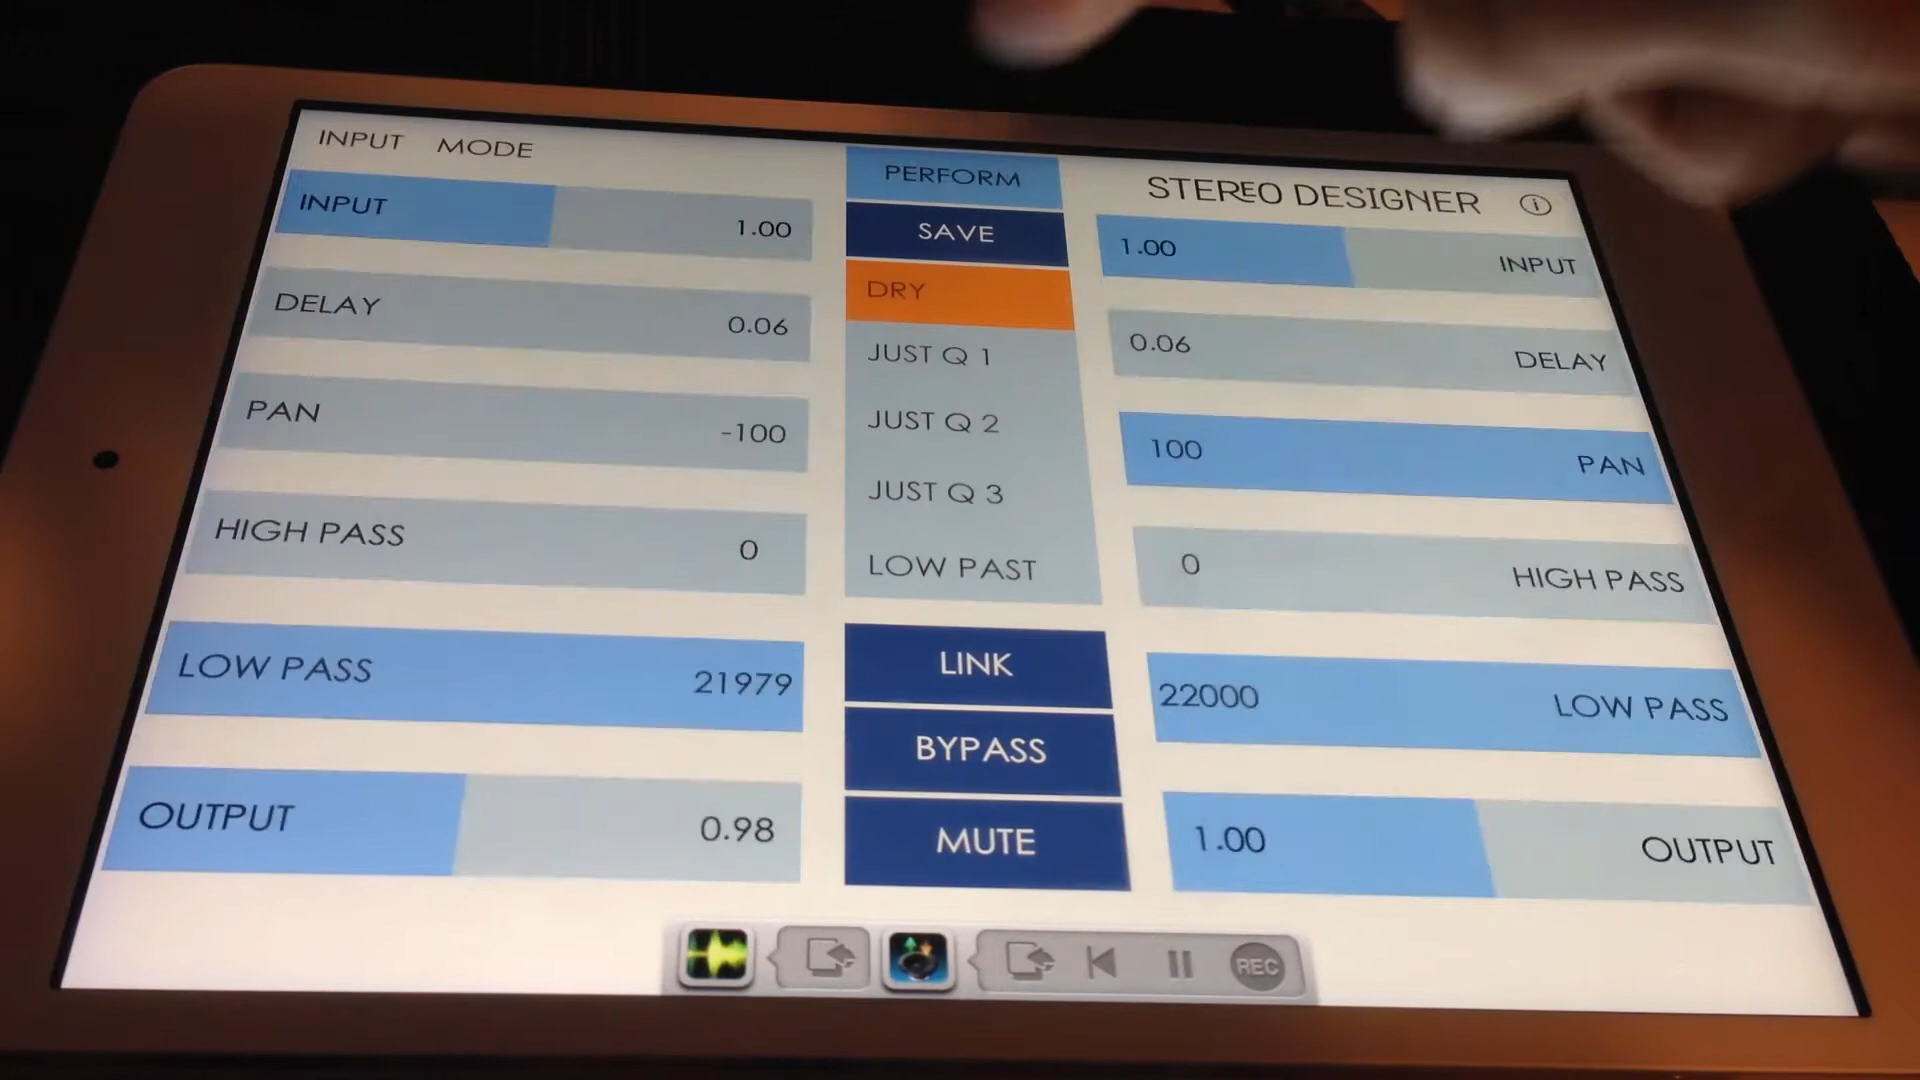 INPUT MODE
INPUT 1.00
DELAY 0.06
PAN -100
HIGH PASS 0
LOW PASS 21979
OUTPUT 0.98
PERFORM
SAVE
DRY
JUST Q 1
JUST Q 2
JUST Q 3
LOW PAST
LINK
BYPASS
MUTE
STEREO DESIGNER i
1.00 INPUT
0.06 DELAY
100 PAN
0 HIGH PASS
22000 LOW PASS
1.00 OUTPUT
REC